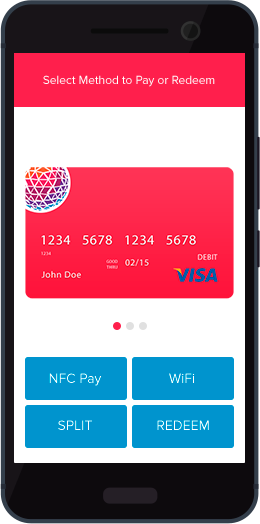 Select Method to Pay or Redeem
1234 5678 1234 5678
1234
GOOD THRU 02/15
DEBIT
John Doe
VISA
NFC Pay
WiFi
SPLIT
REDEEM